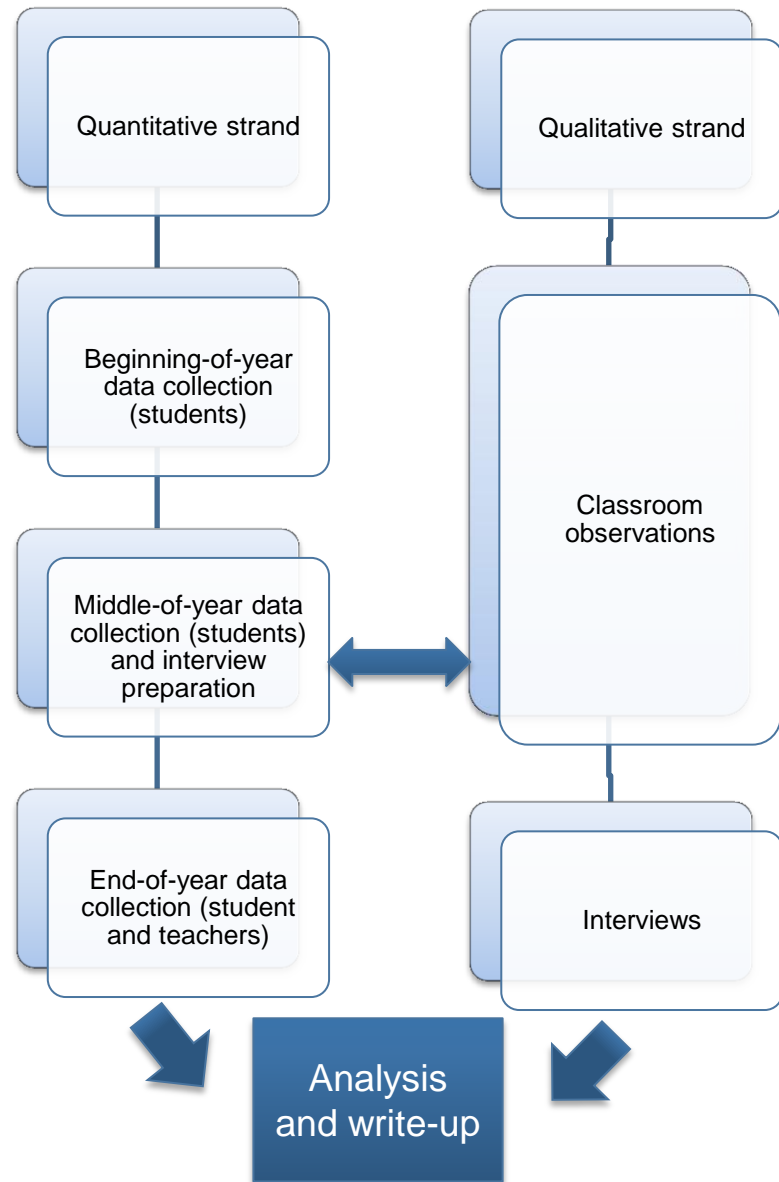 Quantitative strand
Qualitative strand
Beginning-of-year
data collection
(students)
Classroom
observations
Middle-of-year data
collection (students)
and interview
preparation
End-of-year data
collection (student
and teachers)
Interviews
Analysis
and write-up